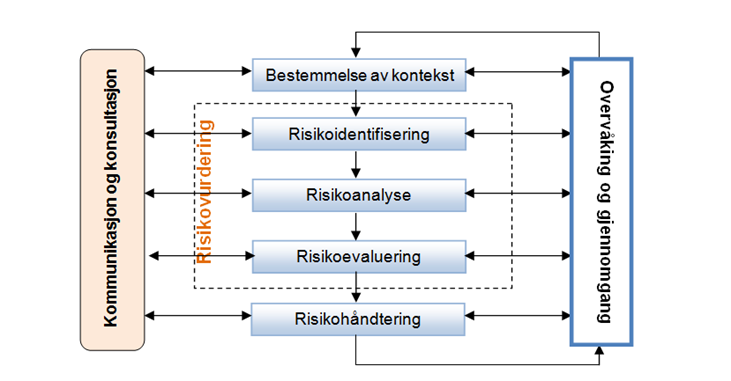 Kommunikasjon og konsultasjon
Bestemmelse av kontekst
Risikovurdering
Risikoidentifisering
Risikoanalyse
Risikoevaluering
Risikohåndtering
Overvåking og gjennomgang